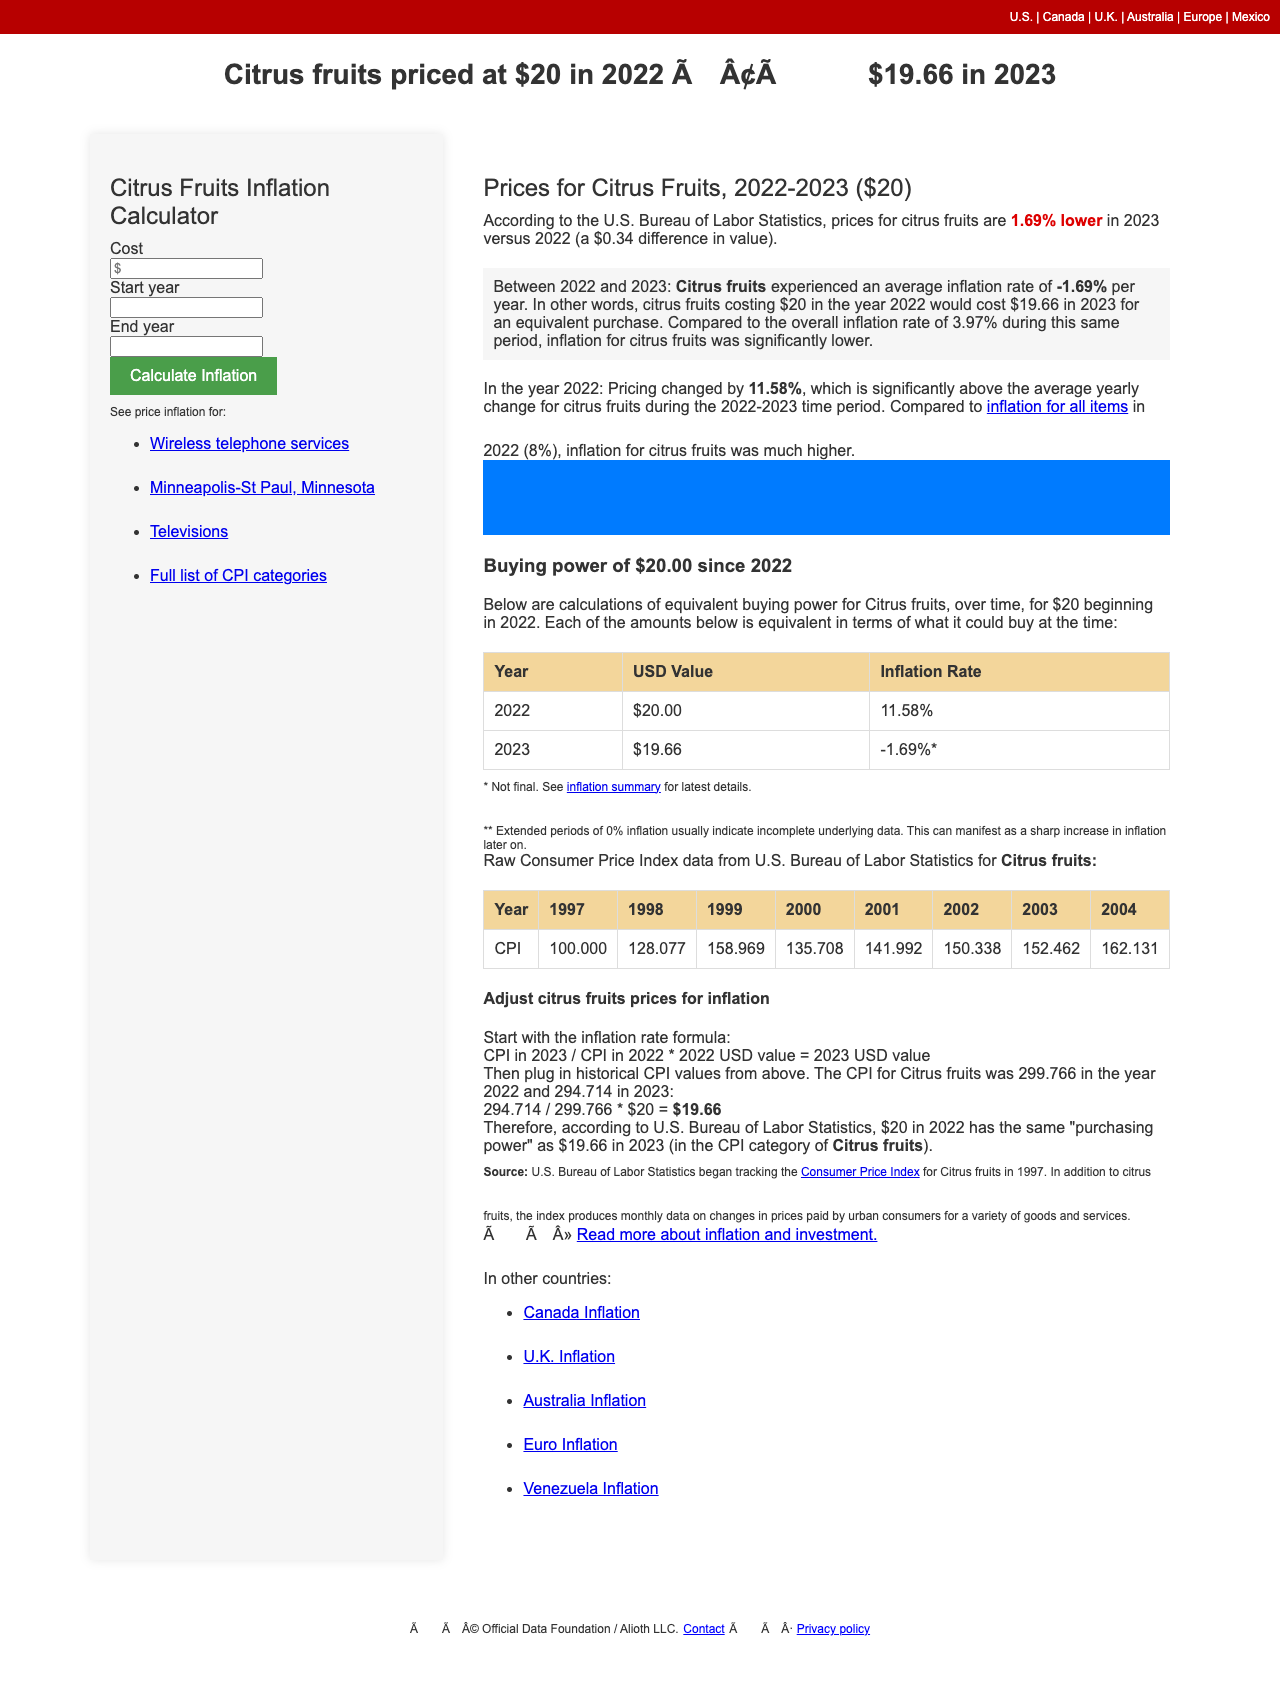 U.S. | Canada | U.K. | Australia | Europe | Mexico
Citrus fruits priced at $20 in 2022 Ã Â¢Ã $19.66 in 2023
Citrus Fruits Inflation
Calculator
Cost
$
Start year
End year
Calculate Inflation
See price inflation for:
• Wireless telephone services
• Minneapolis-St Paul, Minnesota
• Televisions
• Full list of CPI categories
Prices for Citrus Fruits, 2022-2023 ($20)
According to the U.S. Bureau of Labor Statistics, prices for citrus fruits are 1.69% lower in 2023
versus 2022 (a $0.34 difference in value).
Between 2022 and 2023: Citrus fruits experienced an average inflation rate of -1.69% per
year. In other words, citrus fruits costing $20 in the year 2022 would cost $19.66 in 2023 for
an equivalent purchase. Compared to the overall inflation rate of 3.97% during this same
period, inflation for citrus fruits was significantly lower.
In the year 2022: Pricing changed by 11.58%, which is significantly above the average yearly
change for citrus fruits during the 2022-2023 time period. Compared to inflation for all items in
2022 (8%), inflation for citrus fruits was much higher.
Buying power of $20.00 since 2022
Below are calculations of equivalent buying power for Citrus fruits, over time, for $20 beginning
in 2022. Each of the amounts below is equivalent in terms of what it could buy at the time:
Year USD Value Inflation Rate
2022 $20.00 11.58%
2023 $19.66 -1.69%*
* Not final. See inflation summary for latest details.
** Extended periods of 0% inflation usually indicate incomplete underlying data. This can manifest as a sharp increase in inflation
later on.
Raw Consumer Price Index data from U.S. Bureau of Labor Statistics for Citrus fruits:
Year 1997 1998 1999 2000 2001 2002 2003 2004
CPI 100.000 128.077 158.969 135.708 141.992 150.338 152.462 162.131
Adjust citrus fruits prices for inflation
Start with the inflation rate formula:
CPI in 2023 / CPI in 2022 * 2022 USD value = 2023 USD value
Then plug in historical CPI values from above. The CPI for Citrus fruits was 299.766 in the year
2022 and 294.714 in 2023:
294.714 / 299.766 * $20 = $19.66
Therefore, according to U.S. Bureau of Labor Statistics, $20 in 2022 has the same "purchasing
power" as $19.66 in 2023 (in the CPI category of Citrus fruits).
Source: U.S. Bureau of Labor Statistics began tracking the Consumer Price Index for Citrus fruits in 1997. In addition to citrus
fruits, the index produces monthly data on changes in prices paid by urban consumers for a variety of goods and services.
Ã Ã Â» Read more about inflation and investment.
In other countries:
• Canada Inflation
• U.K. Inflation
• Australia Inflation
• Euro Inflation
• Venezuela Inflation
Ã Ã Â© Official Data Foundation / Alioth LLC. Contact Ã Ã Â· Privacy policy